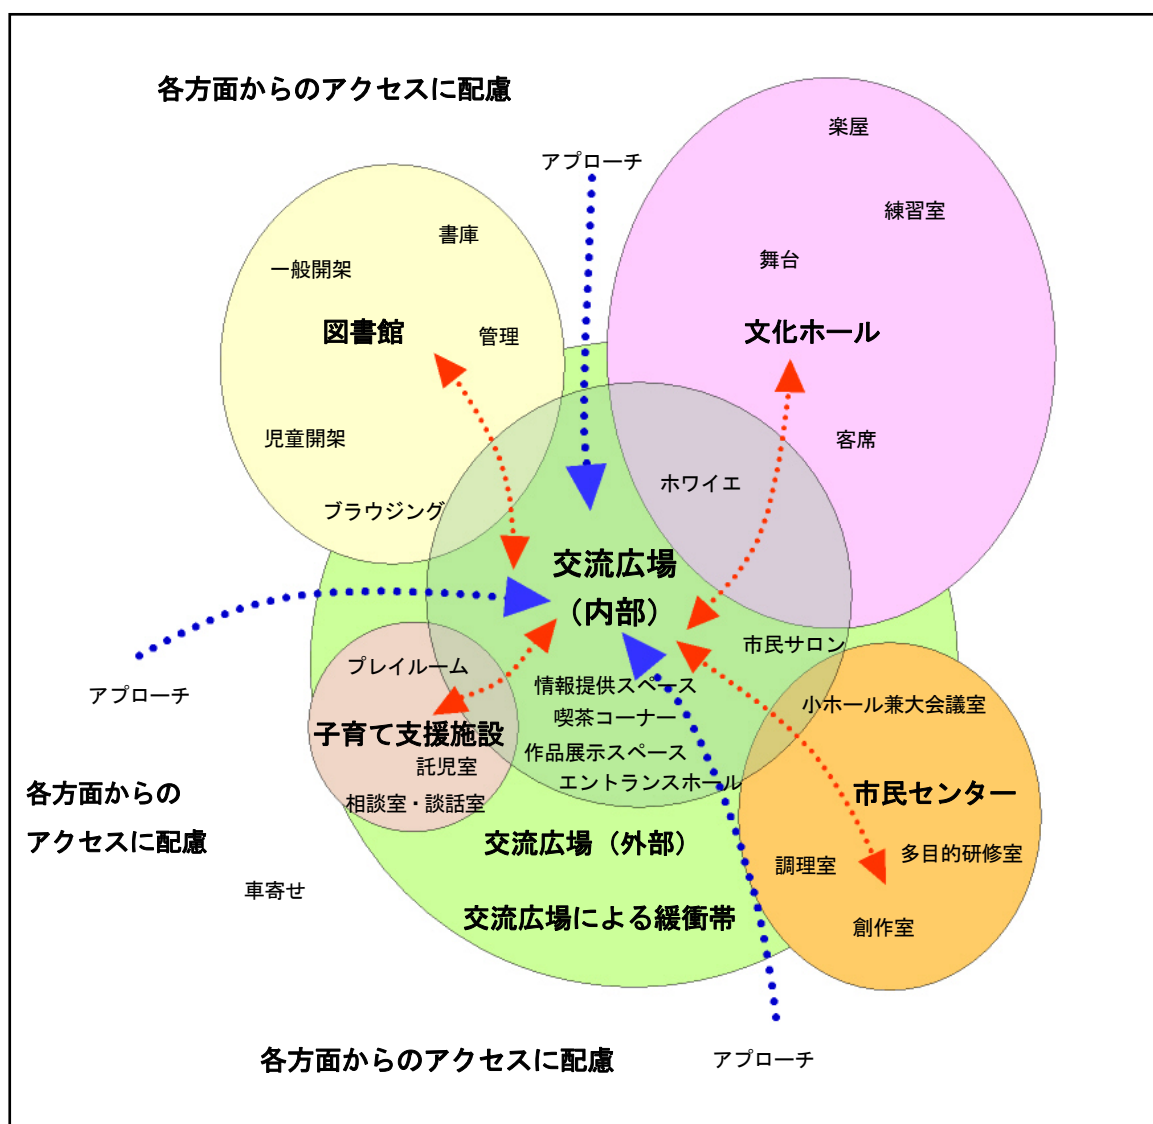 各方面からのアクセスに配慮
楽屋
アプローチ
練習室
書庫
舞台
一般開架
図書館
管理
文化ホール
児童開架
客席
ホワイエ
ブラウジング
交流広場
（内部）
市民サロン
プレイルーム
アプローチ
情報提供スペース
小ホール兼大会議室
喫茶コーナー
子育て支援施設
作品展示スペース
託児室
エントランスホール
各方面からの
アクセスに配慮
市民センター
相談室・談話室
交流広場（外部）
多目的研修室
調理室
車寄せ
交流広場による緩衝帯
創作室
各方面からのアクセスに配慮
アプローチ